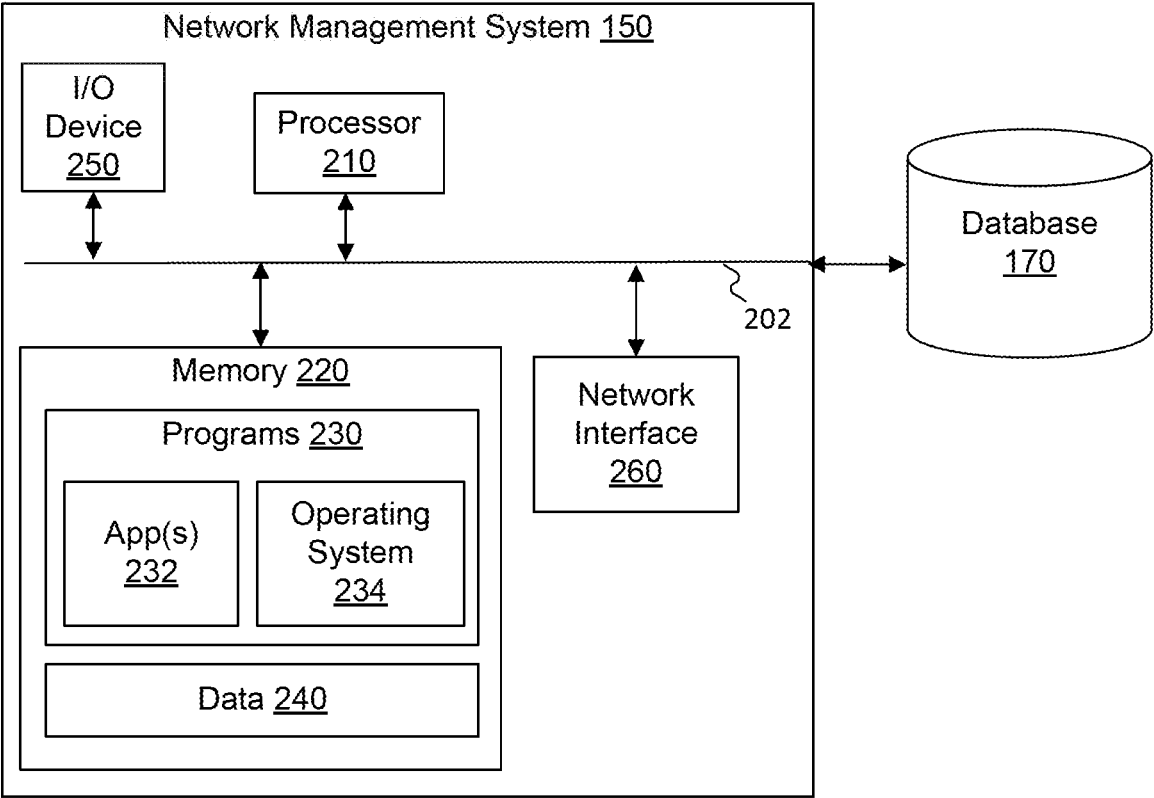 Network Management System 150
I/O
Device
250
Processor
210
Database
170
202
Memory 220
Programs 230
App(s)
232
Operating
System
234
Data 240
Network
Interface
260